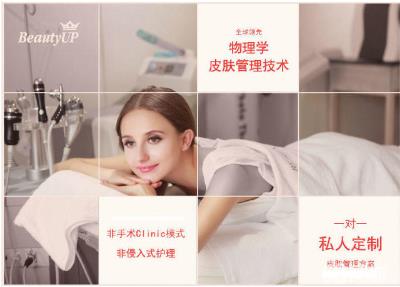 BeautyUP
全球领先
物理学
皮肤管理技术
非手术Clinic模式
非侵入式护理
一对一
私人定制
皮肤管理方案